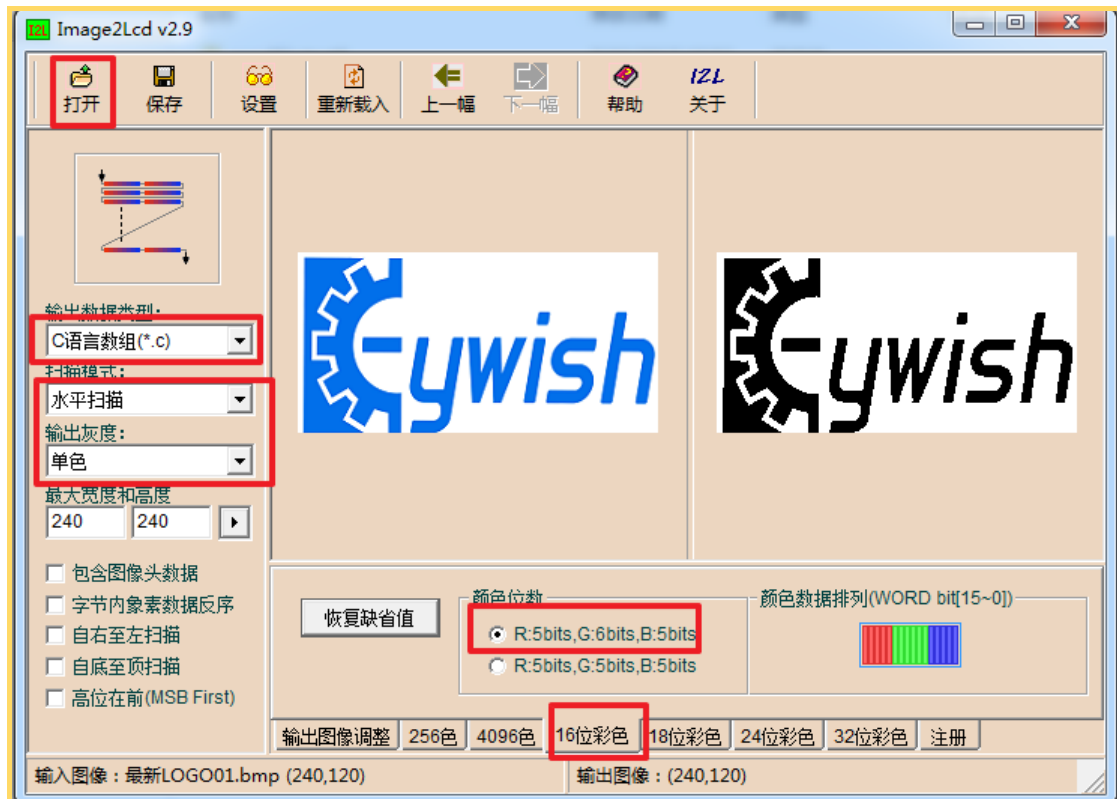 I2L Image2Lcd v2.9
打开 保存 设置 重新载入 上一幅 下一幅 帮助 I2L 关于
输出数据类型:
C语言数组(*.c)
扫描模式:
水平扫描
输出灰度:
单色
最大宽度和高度
240 240
包含图像头数据
字节内象素数据反序
自右至左扫描
自底至顶扫描
高位在前(MSB First)
ywish ywish
恢复缺省值
颜色位数
R:5bits,G:6bits,B:5bits
R:5bits,G:5bits,B:5bits
颜色数据排列(WORD bit[15~0])
输出图像调整 256色 4096色 16位彩色 18位彩色 24位彩色 32位彩色 注册
输入图像：最新LOGO01.bmp (240,120) 输出图像：(240,120)